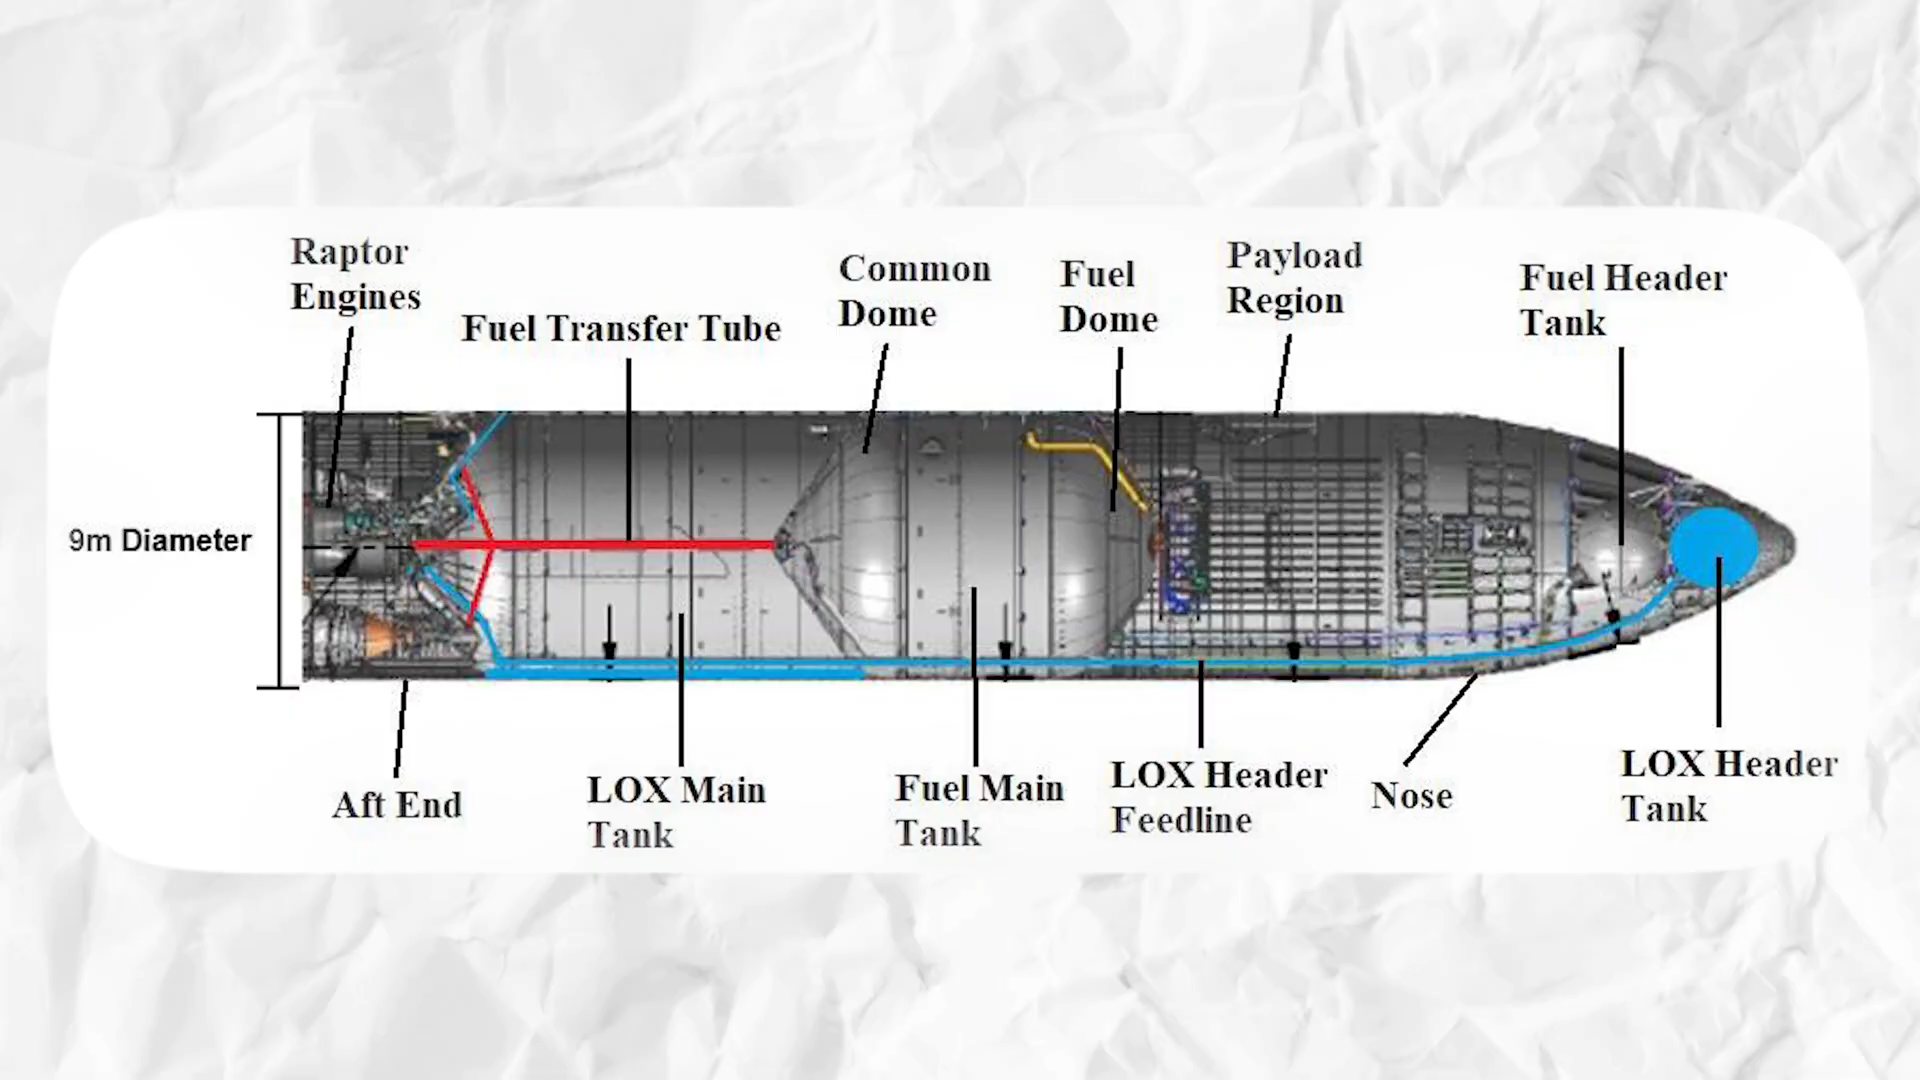 Raptor
Engines
Fuel Transfer Tube
Common
Dome
Fuel
Dome
Payload
Region
Fuel Header
Tank
9m Diameter
Aft End
LOX Main
Tank
Fuel Main
Tank
LOX Header
Feedline
Nose
LOX Header
Tank